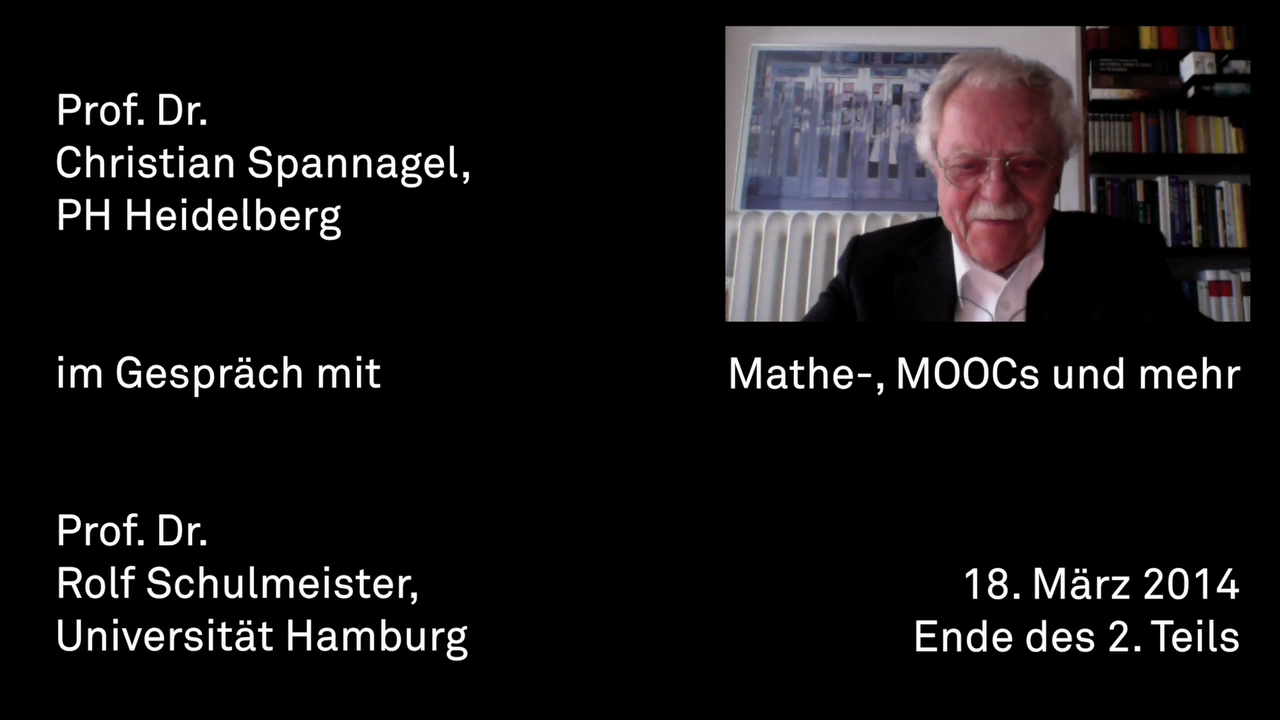 Prof. Dr.
Christian Spannagel,
PH Heidelberg
im Gespräch mit
Prof. Dr.
Rolf Schulmeister,
Universität Hamburg
Mathe-, MOOCs und mehr
18. März 2014
Ende des 2. Teils